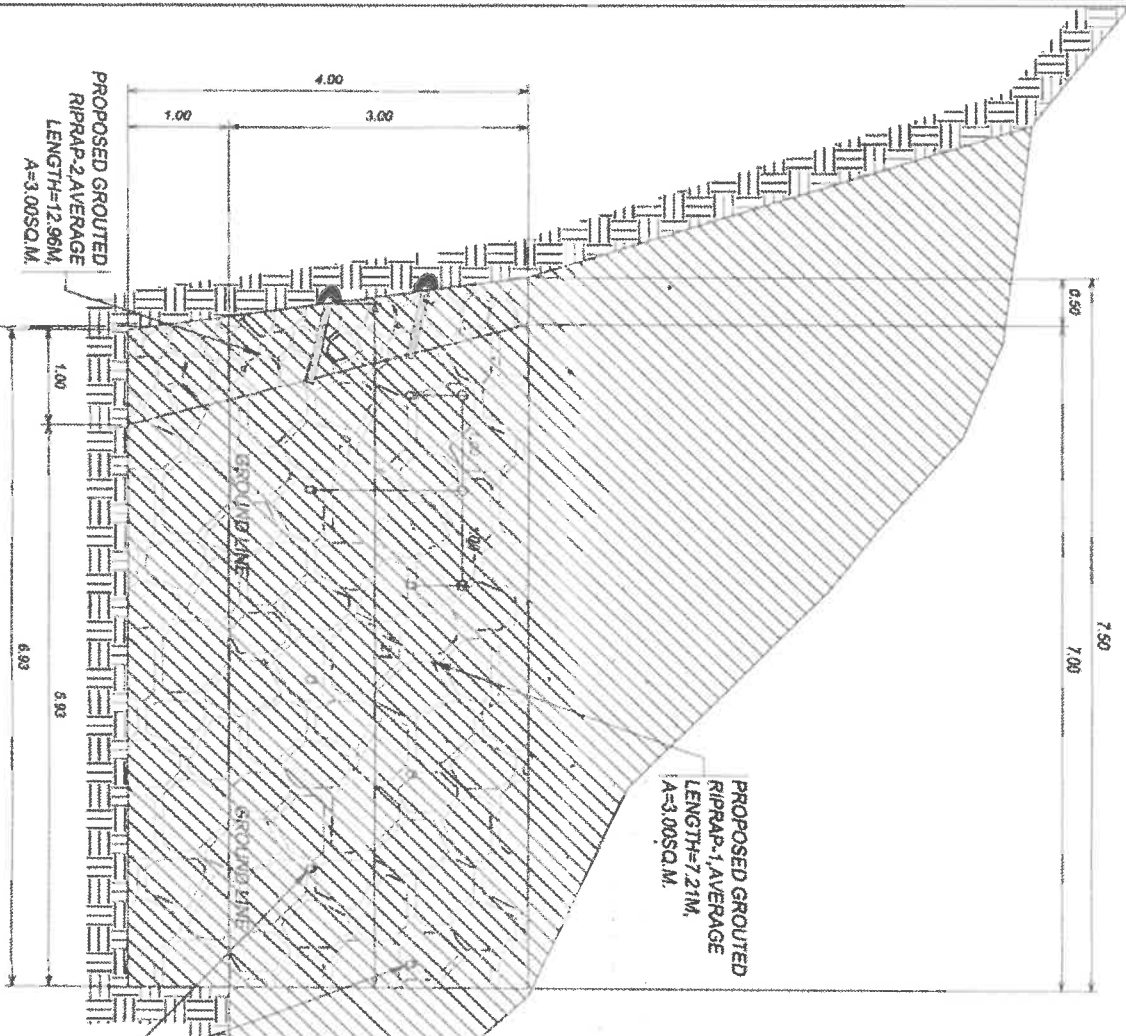 7.50
0.50
7.00
4.00
1.00
3.00
PROPOSED GROUTED
RIPRAP-2,AVERAGE
LENGTH=12.96M,
A=3.00SQ.M.
PROPOSED GROUTED
RIPRAP-1,AVERAGE
LENGTH=7.21M,
A=3.00SQ.M.
GROUND LINE
GROUND LINE
7.21
1.00
5.93
6.93